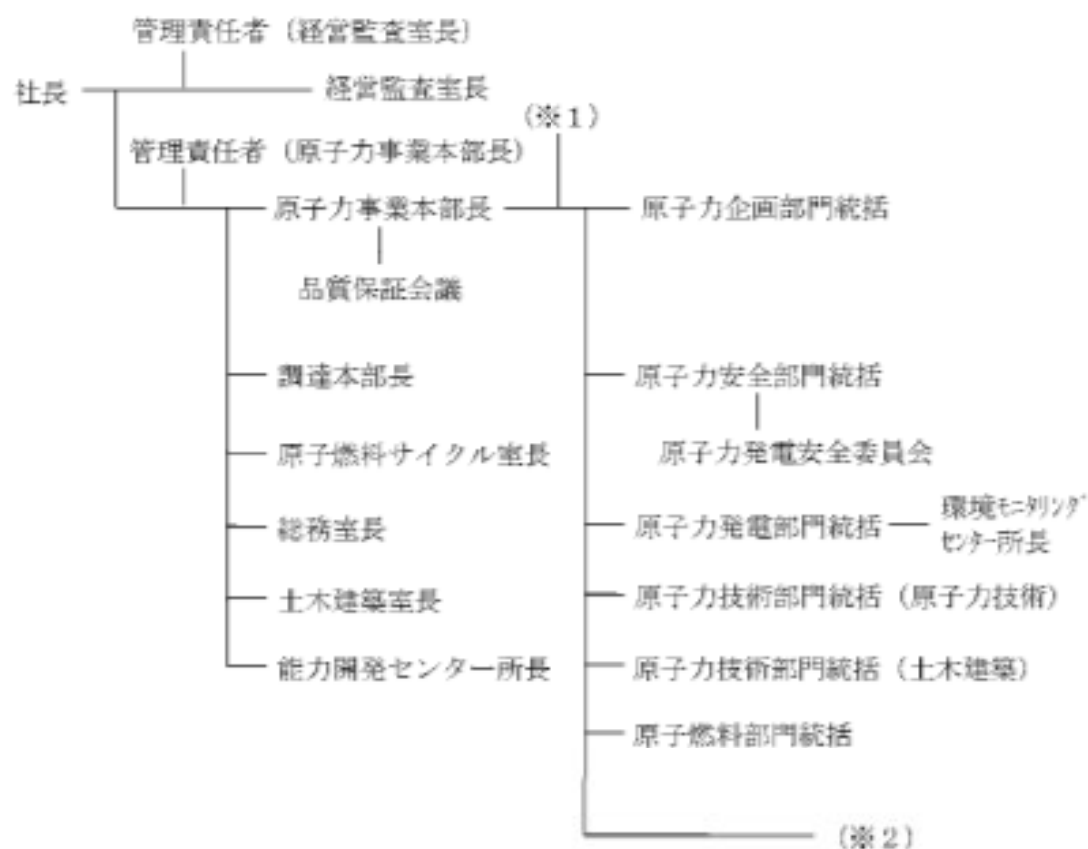 管理責任者（経営監査室長）
社長
経営監査室長
（※１）
管理責任者（原子力事業本部長）
原子力事業本部長
原子力企画部門統括
品質保証会議
調達本部長
原子力安全部門統括
原子燃料サイクル室長
原子力発電安全委員会
総務室長
原子力発電部門統括
環境ﾓﾆﾀﾘﾝｸﾞ
ｾﾝﾀｰ所長
土木建築室長
原子力技術部門統括（原子力技術）
能力開発センター所長
原子力技術部門統括（土木建築）
原子燃料部門統括
（※２）